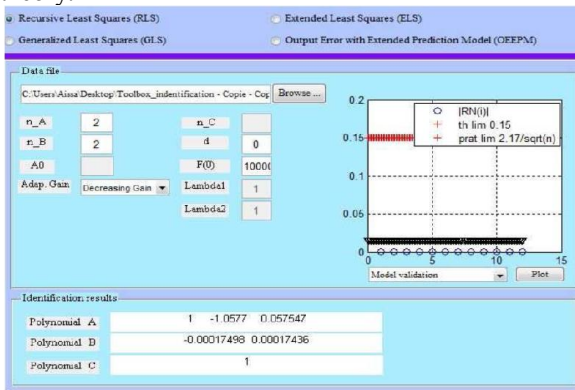 Recursive Least Squares (RLS)
Extended Least Squares (ELS)
Generalized Least Squares (GLS)
Output Error with Extended Prediction Model (OEEPM)
Data file
C:\Users\Aissa\Desktop\Toolbox_indentification - Copie - Cop
Browse ...
n_A
2
n_C
n_B
2
d
0
A0
F(0)
10000
Adap. Gain
Decreasing Gain
Lambda1
1
Lambda2
1
0.2
0.15
0.1
0.05
0
0
5
10
15
|RN(i)|
th lim 0.15
prat lim 2.17/sqrt(n)
Model validation
Plot
Identification results
Polynomial A
1 -1.0577 0.057547
Polynomial B
-0.00017498 0.00017436
Polynomial C
1